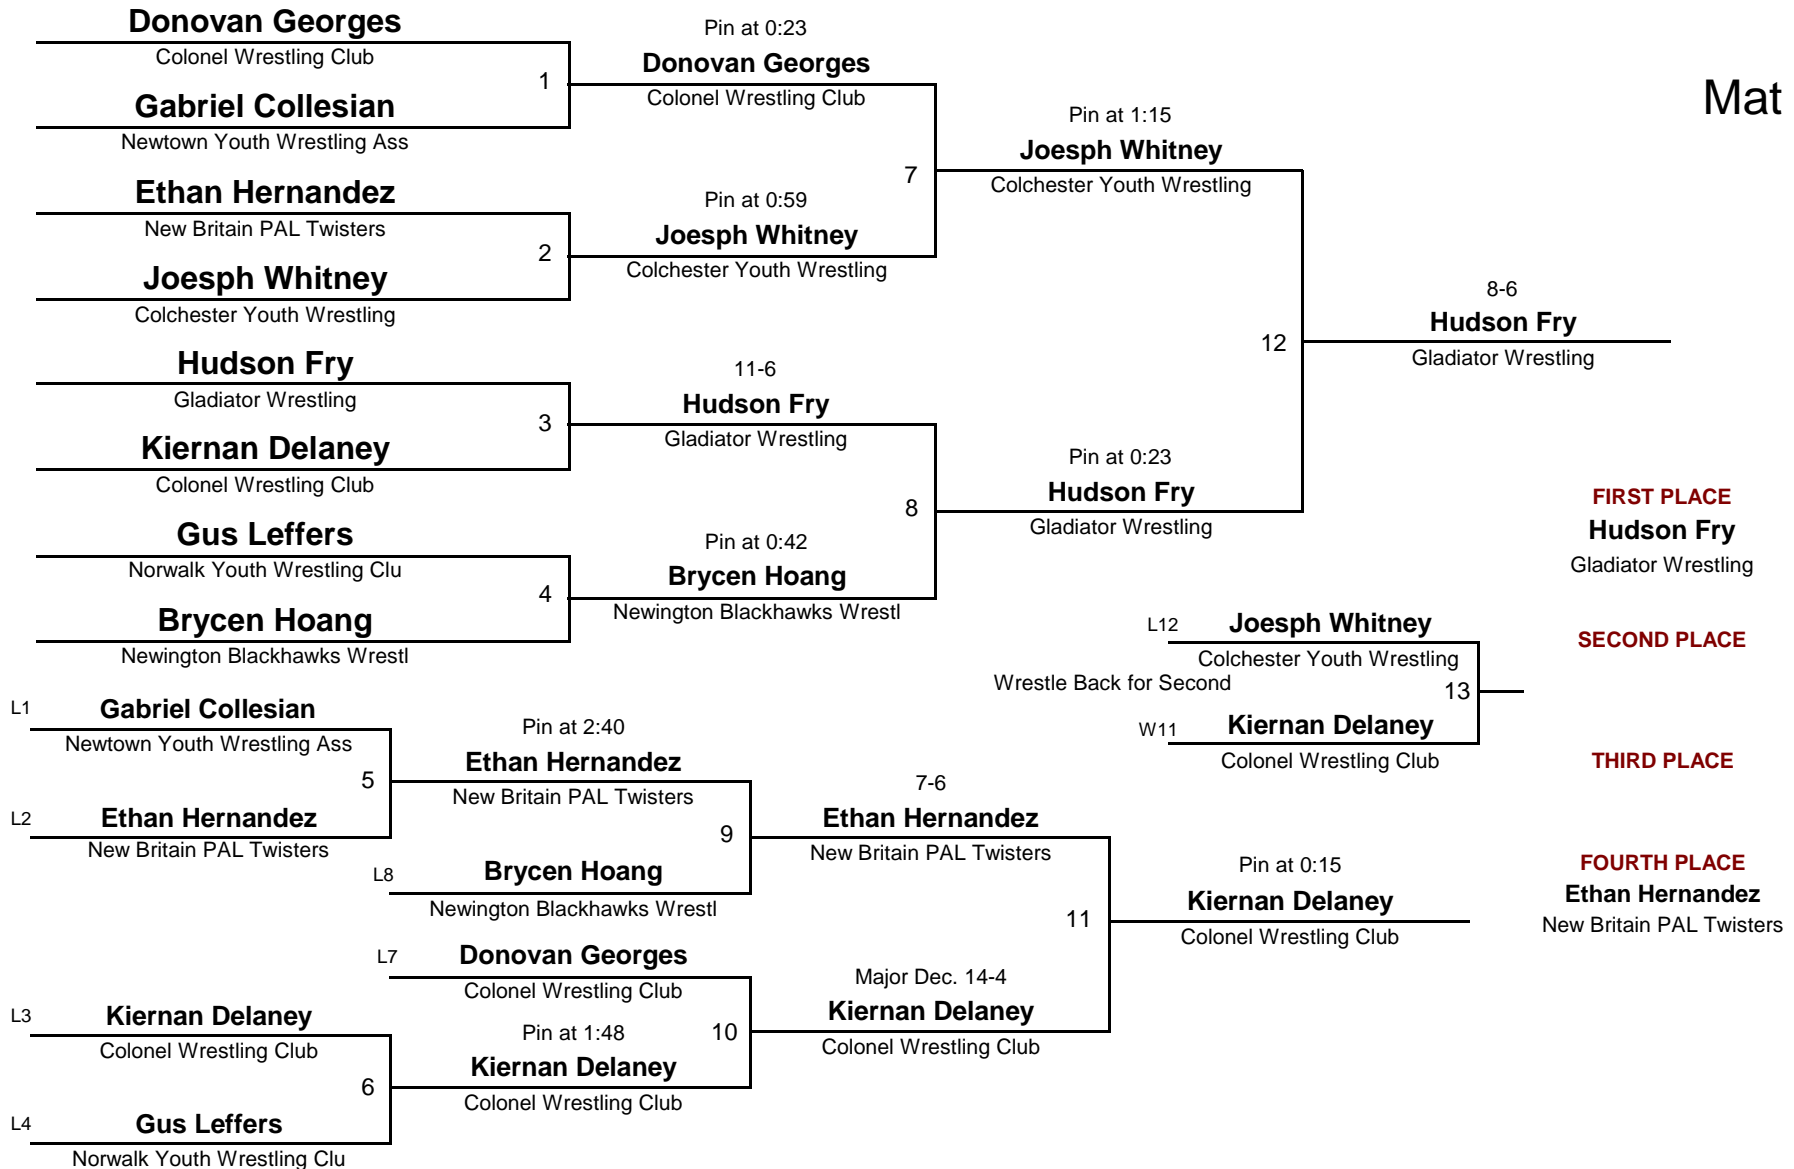 Donovan Georges
Colonel Wrestling Club
1
Gabriel Collesian
Newtown Youth Wrestling Ass
Pin at 0:23
Donovan Georges
Colonel Wrestling Club
Mat
Ethan Hernandez
New Britain PAL Twisters
2
Joesph Whitney
Colchester Youth Wrestling
Pin at 0:59
Joesph Whitney
Colchester Youth Wrestling
7
Pin at 1:15
Joesph Whitney
Colchester Youth Wrestling
Hudson Fry
Gladiator Wrestling
3
Kiernan Delaney
Colonel Wrestling Club
11-6
Hudson Fry
Gladiator Wrestling
Gus Leffers
Norwalk Youth Wrestling Clu
4
Brycen Hoang
Newington Blackhawks Wrestl
Pin at 0:42
Brycen Hoang
Newington Blackhawks Wrestl
8
Pin at 0:23
Hudson Fry
Gladiator Wrestling
12
8-6
Hudson Fry
Gladiator Wrestling
FIRST PLACE
Hudson Fry
Gladiator Wrestling
L12
Joesph Whitney
Colchester Youth Wrestling
Wrestle Back for Second
13
W11
Kiernan Delaney
Colonel Wrestling Club
SECOND PLACE
THIRD PLACE
FOURTH PLACE
Ethan Hernandez
New Britain PAL Twisters
L1
Gabriel Collesian
Newtown Youth Wrestling Ass
5
L2
Ethan Hernandez
New Britain PAL Twisters
Pin at 2:40
Ethan Hernandez
New Britain PAL Twisters
9
L8
Brycen Hoang
Newington Blackhawks Wrestl
7-6
Ethan Hernandez
New Britain PAL Twisters
L7
Donovan Georges
Colonel Wrestling Club
10
L3
Kiernan Delaney
Colonel Wrestling Club
6
L4
Gus Leffers
Norwalk Youth Wrestling Clu
Pin at 1:48
Kiernan Delaney
Colonel Wrestling Club
Major Dec. 14-4
Kiernan Delaney
Colonel Wrestling Club
11
Pin at 0:15
Kiernan Delaney
Colonel Wrestling Club